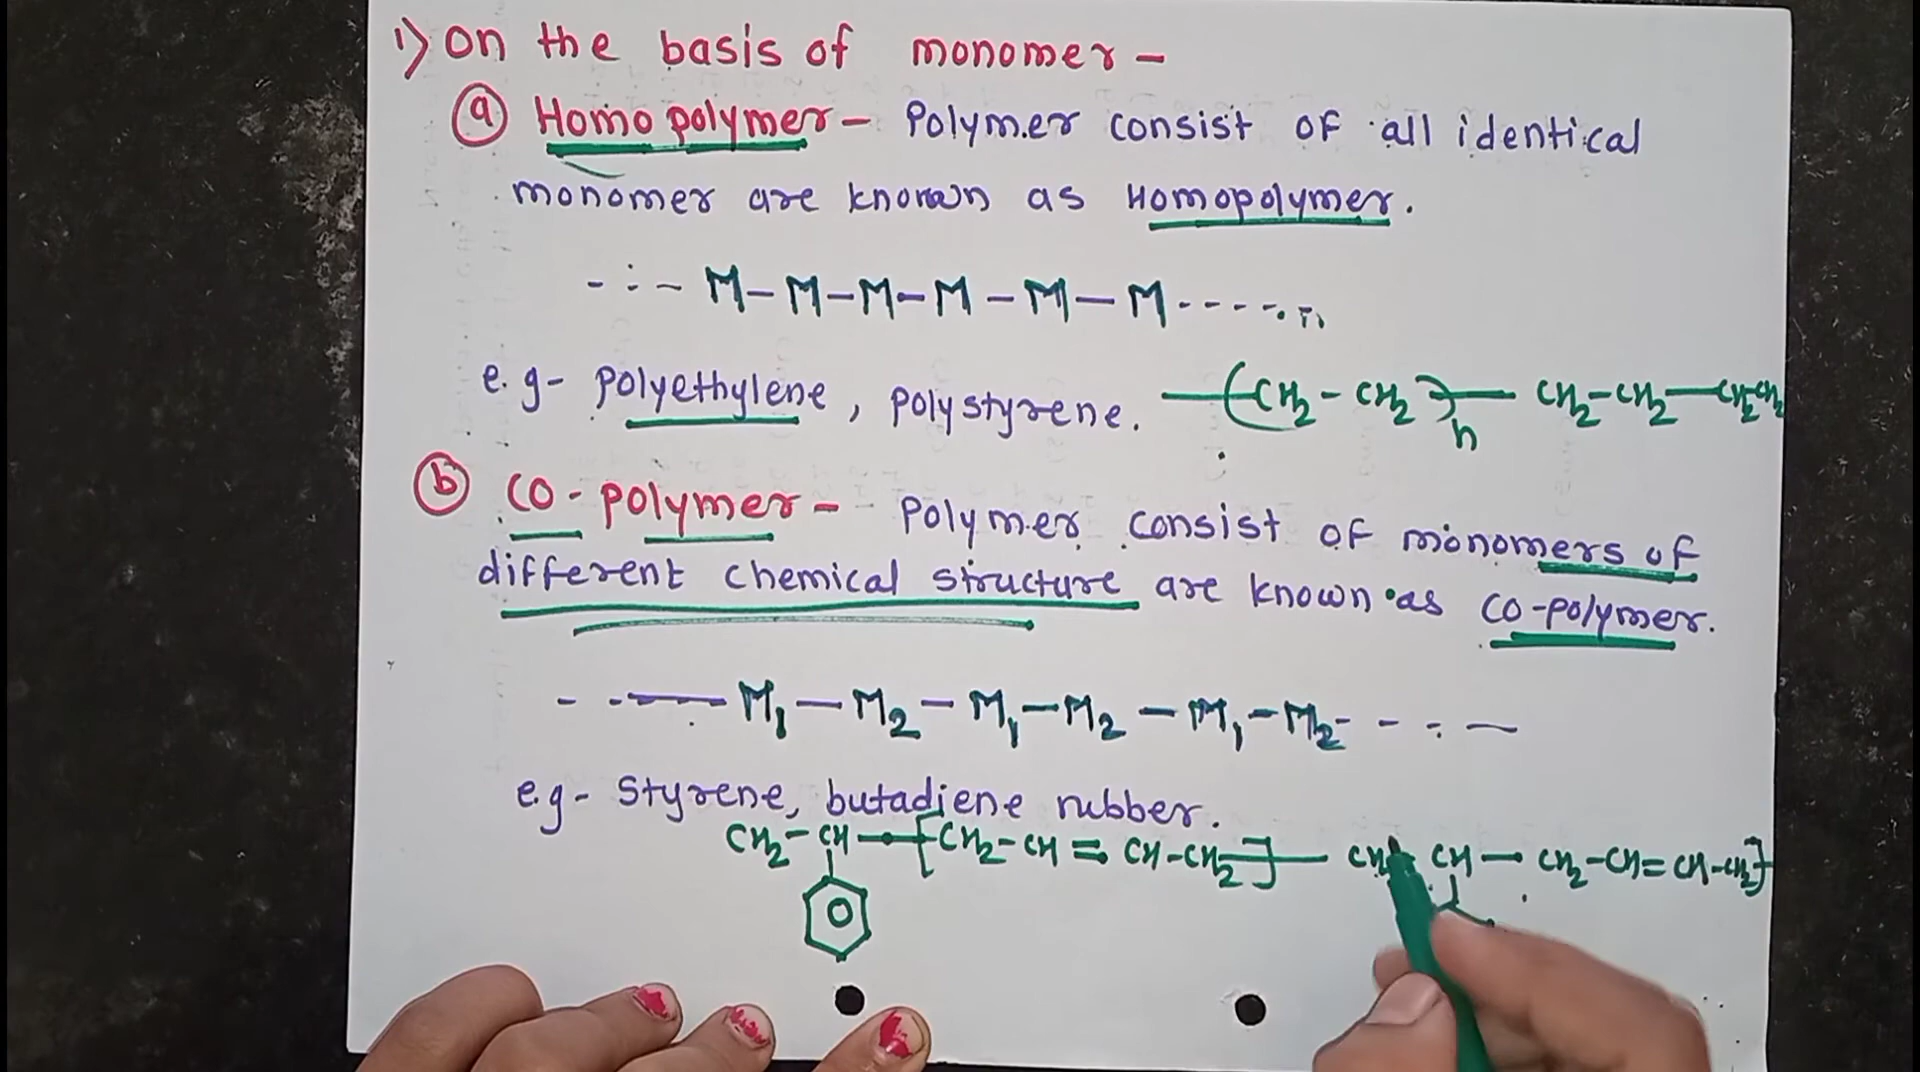 1) On the basis of monomer -
(a) Homo polymer - Polymer consist of all identical
monomer are known as Homopolymer.
- - - M - M - M - M - M - M - - - - - n
e.g - Polyethylene, polystyrene. -(CH2 - CH2)n- CH2-CH2-CH2CH2
(b) CO - polymer - Polymer consist of monomers of
different chemical structure are known as CO-polymer.
- - - M1 - M2 - M1 - M2 - M1 - M2 - - - -
e.g - Styrene, butadiene rubber.
CH2 - CH -[CH2-CH = CH-CH2]- CH CH - CH2-CH=CH-CH2]